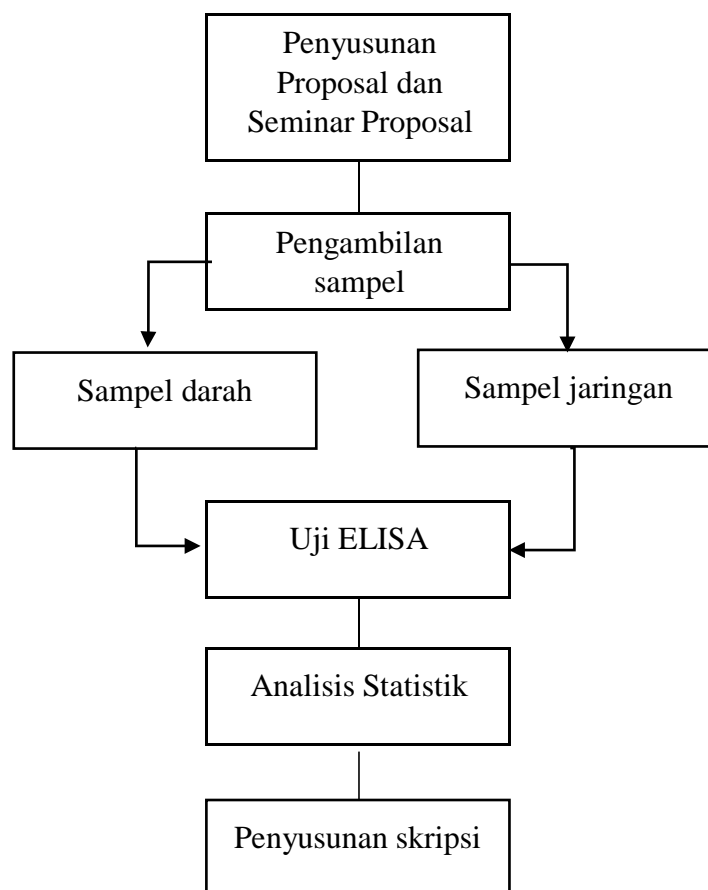 Penyusunan
Proposal dan
Seminar Proposal
Pengambilan
sampel
Sampel darah
Sampel jaringan
Uji ELISA
Analisis Statistik
Penyusunan skripsi